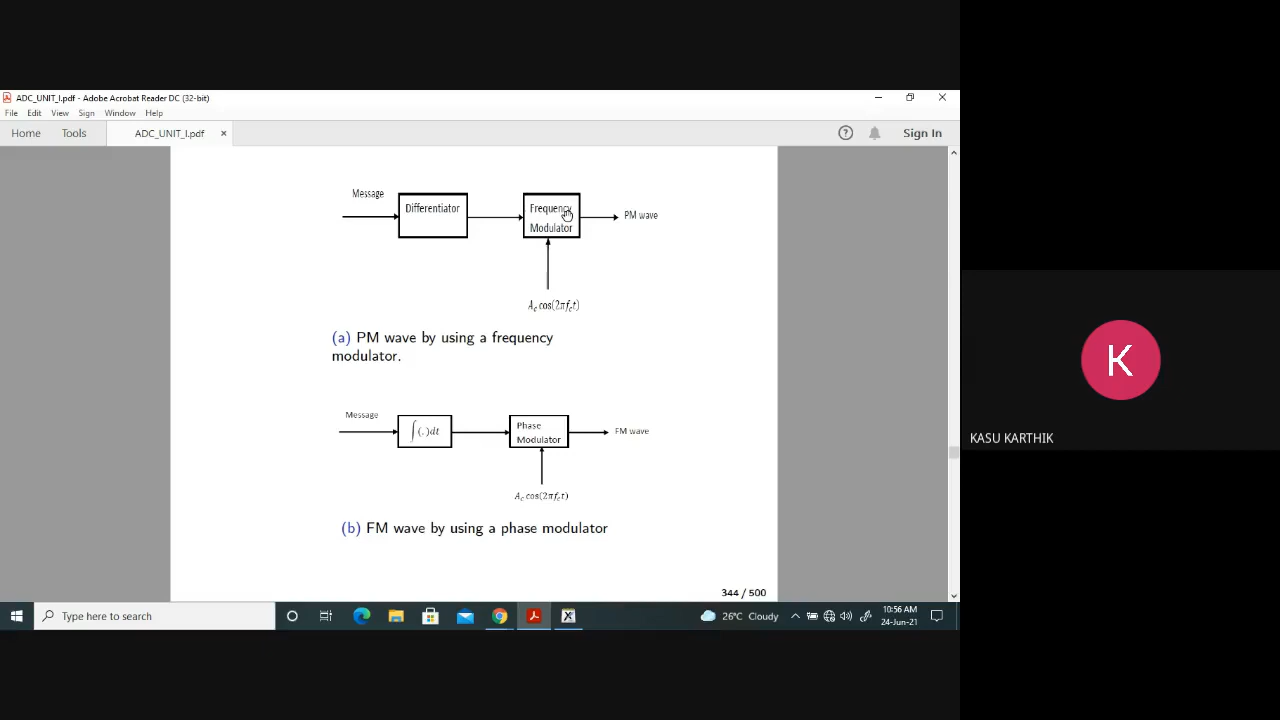 ADC_UNIT_I.pdf - Adobe Acrobat Reader DC (32-bit)
File Edit View Sign Window Help
Home Tools ADC_UNIT_I.pdf × Sign In
Message
Differentiator
Frequency
Modulator
PM wave
A_c cos(2πf_c t)
(a) PM wave by using a frequency
modulator.
Message
∫(.)dt
Phase
Modulator
FM wave
A_c cos(2πf_c t)
(b) FM wave by using a phase modulator
344 / 500
K
KASU KARTHIK
Type here to search
26°C Cloudy
10:56 AM
24-Jun-21